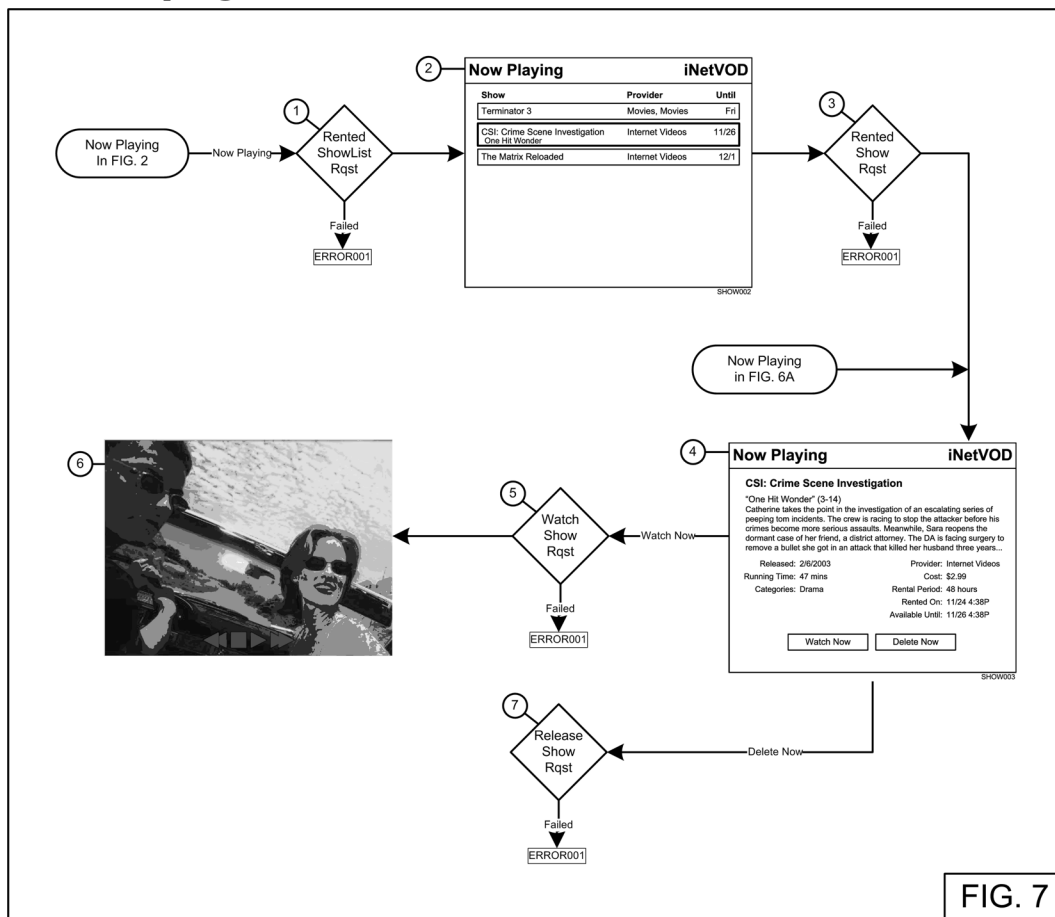 2
Now Playing iNetVOD
Show Provider Until
Terminator 3 Movies, Movies Fri
CSI: Crime Scene Investigation Internet Videos 11/26
One Hit Wonder
The Matrix Reloaded Internet Videos 12/1
SHOW002
1
Rented
ShowList
Rqst
3
Rented
Show
Rqst
Now Playing
In FIG. 2
Now Playing
Failed
ERROR001
Failed
ERROR001
Now Playing
in FIG. 6A
4
Now Playing iNetVOD
CSI: Crime Scene Investigation
"One Hit Wonder" (3-14)
Catherine takes the point in the investigation of an escalating series of
peeping tom incidents. The crew is racing to stop the attacker before his
crimes become more serious assaults. Meanwhile, Sara reopens the
dormant case of her friend, a district attorney. The DA is facing surgery to
remove a bullet she got in an attack that killed her husband three years...
Released: 2/6/2003 Provider: Internet Videos
Running Time: 47 mins Cost: $2.99
Categories: Drama Rental Period: 48 hours
Rented On: 11/24 4:38P
Available Until: 11/26 4:38P
Watch Now Delete Now
SHOW003
6
5
Watch
Show
Rqst
Watch Now
Failed
ERROR001
7
Release
Show
Rqst
Delete Now
Failed
ERROR001
FIG. 7